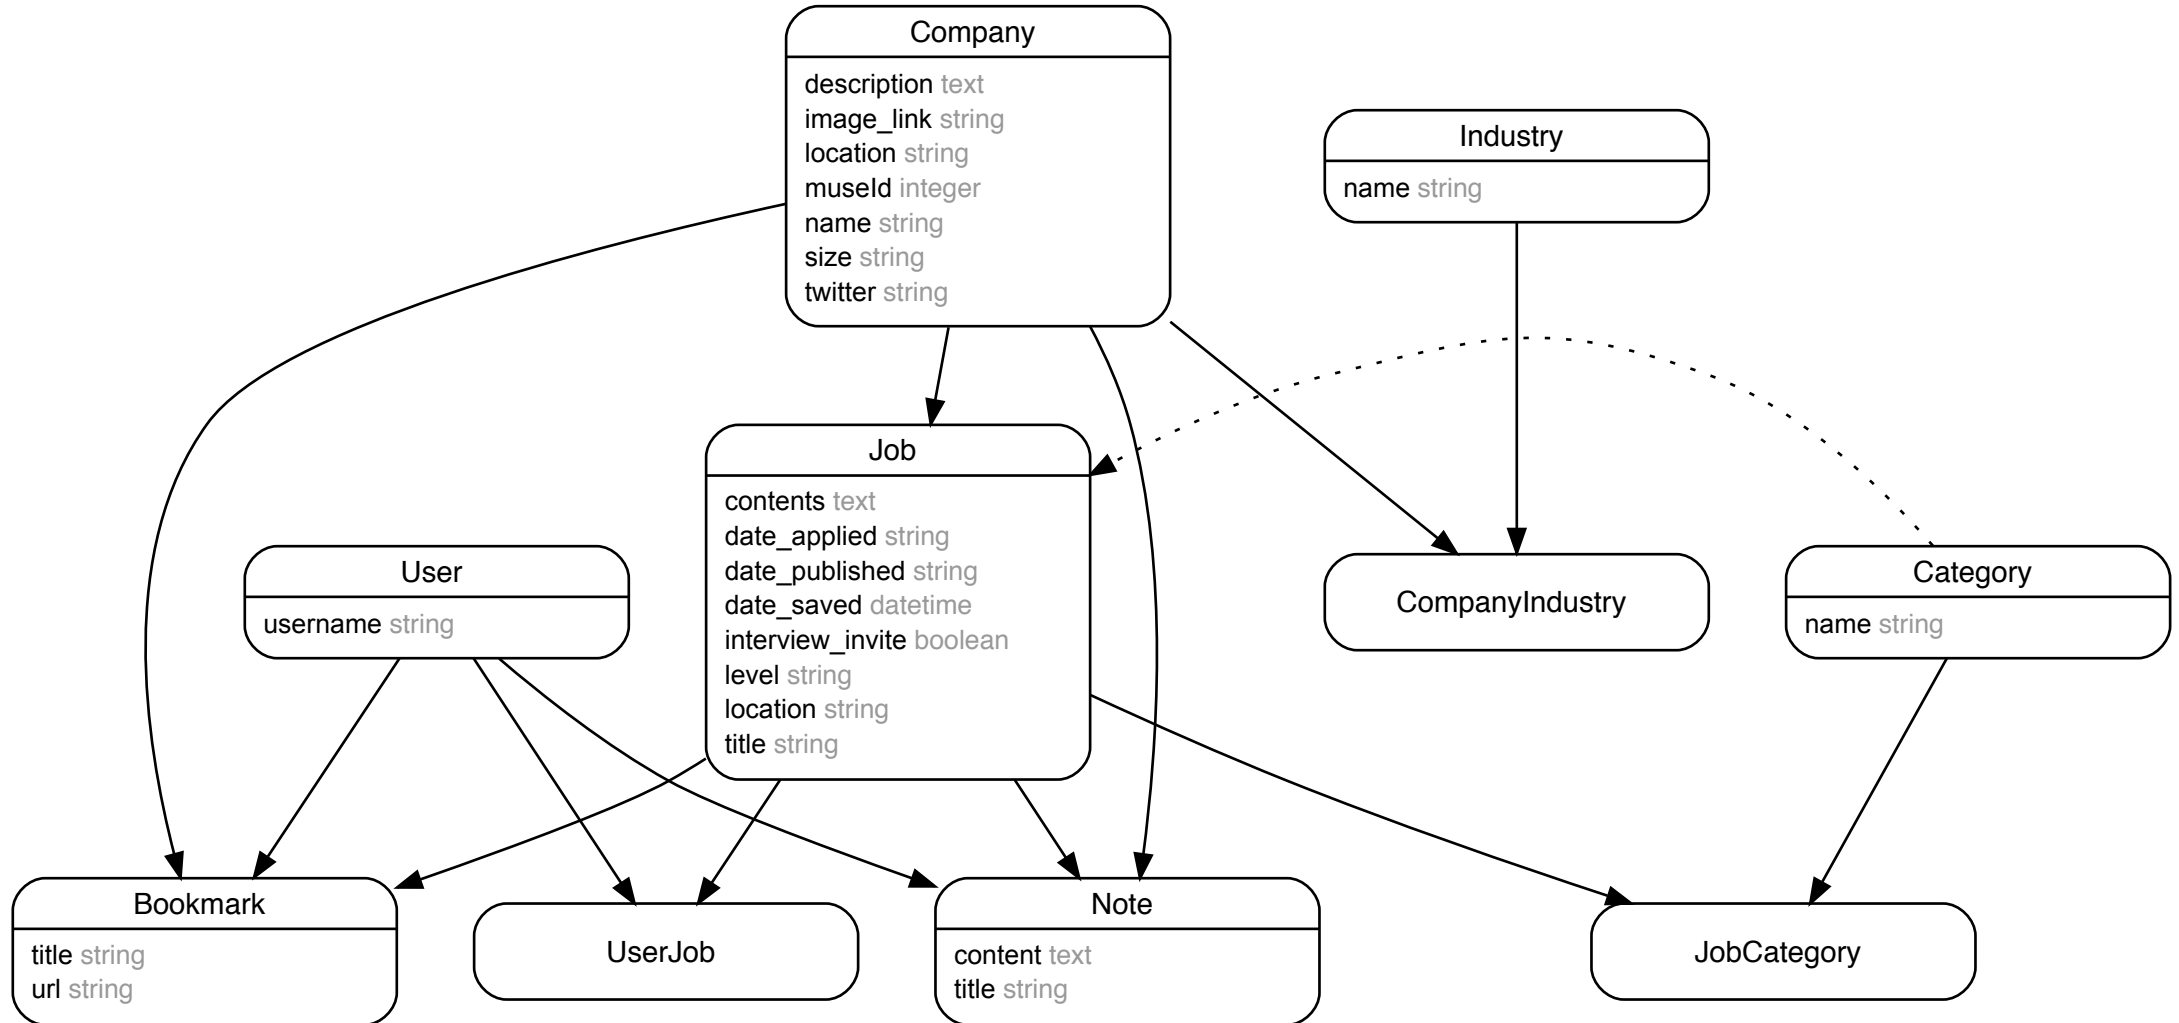 Company
description text
image_link string
location string
museId integer
name string
size string
twitter string
Industry
name string
Job
contents text
date_applied string
date_published string
date_saved datetime
interview_invite boolean
level string
location string
title string
User
username string
CompanyIndustry
Category
name string
Bookmark
title string
url string
UserJob
Note
content text
title string
JobCategory